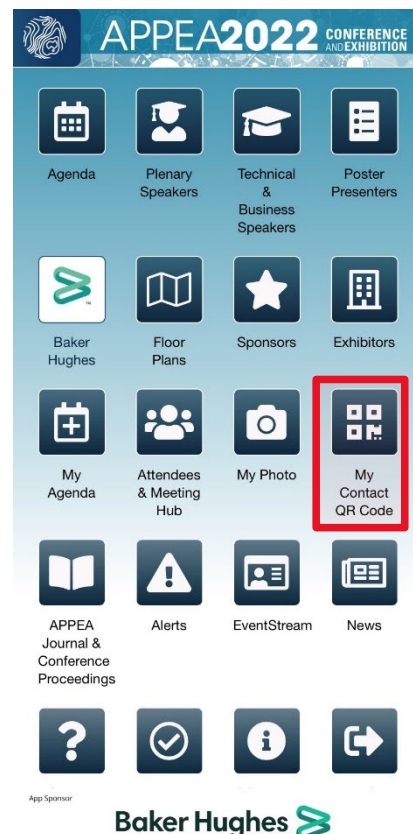 APPEA2022 CONFERENCE
AND EXHIBITION
Agenda
Plenary
Speakers
Technical
&
Business
Speakers
Poster
Presenters
Baker
Hughes
Floor
Plans
Sponsors
Exhibitors
My
Agenda
Attendees
& Meeting
Hub
My Photo
My
Contact
QR Code
APPEA
Journal &
Conference
Proceedings
Alerts
EventStream
News
App Sponsor
Baker Hughes